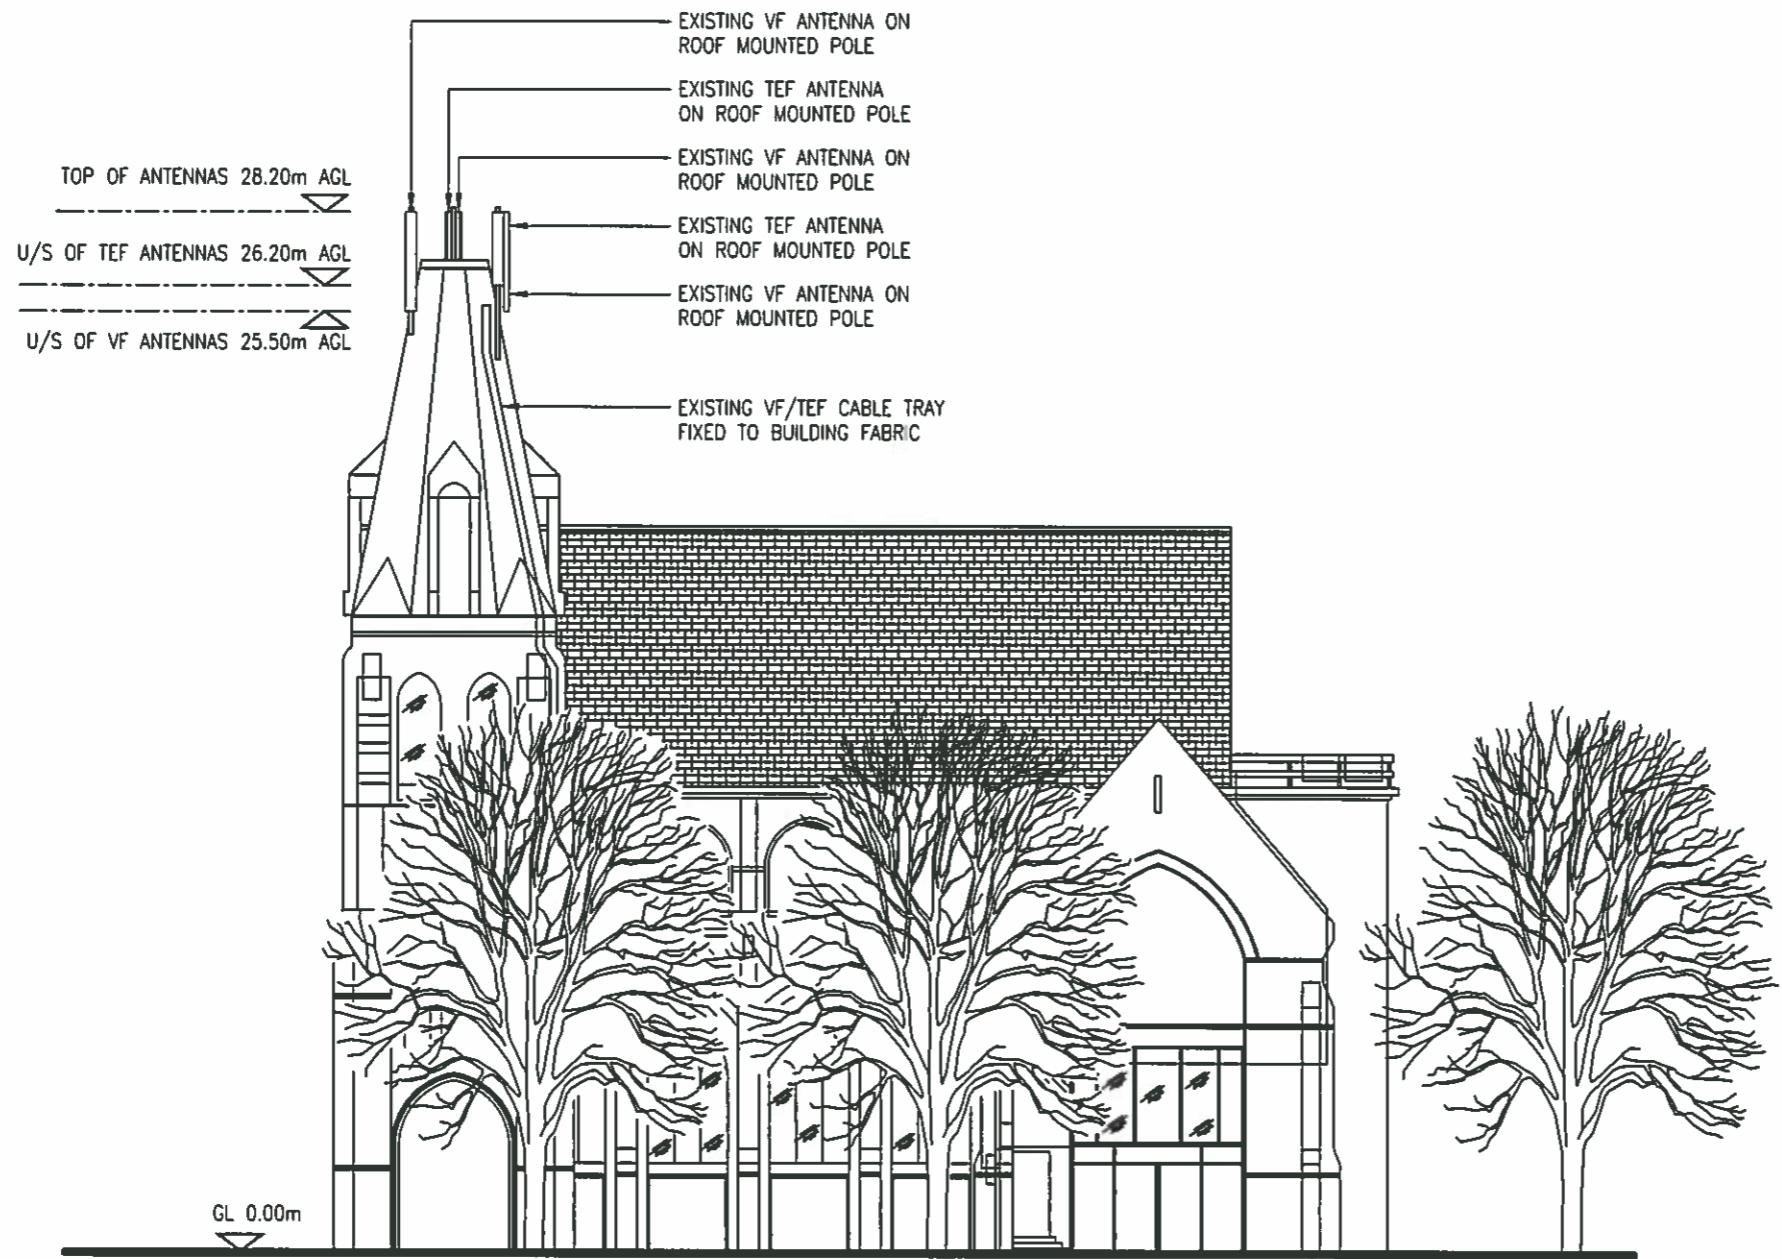 EXISTING VF ANTENNA ON
ROOF MOUNTED POLE
EXISTING TEF ANTENNA
ON ROOF MOUNTED POLE
EXISTING VF ANTENNA ON
ROOF MOUNTED POLE
TOP OF ANTENNAS 28.20m AGL
EXISTING TEF ANTENNA
ON ROOF MOUNTED POLE
U/S OF TEF ANTENNAS 26.20m AGL
EXISTING VF ANTENNA ON
ROOF MOUNTED POLE
U/S OF VF ANTENNAS 25.50m AGL
EXISTING VF/TEF CABLE TRAY
FIXED TO BUILDING FABRIC
GL 0.00m